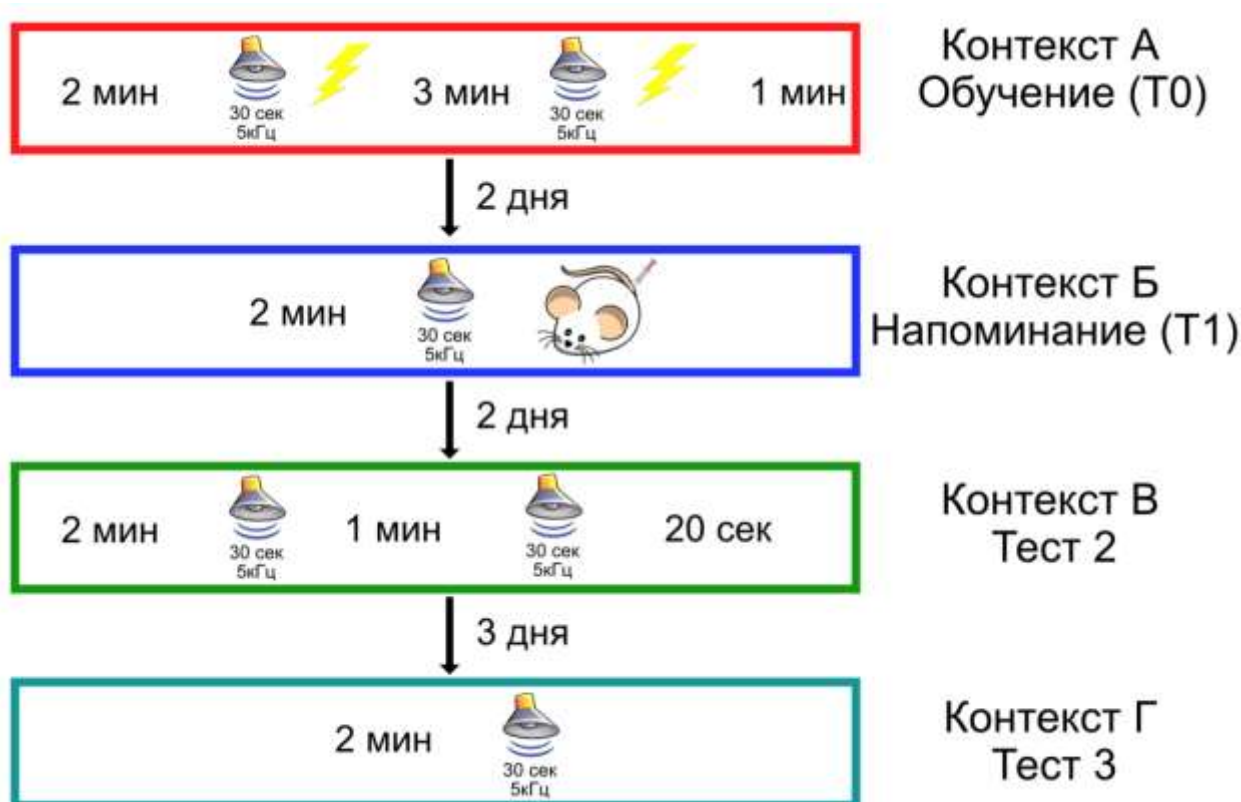 2 мин
30 сек
5кГц
3 мин
30 сек
5кГц
1 мин
Контекст А
Обучение (Т0)
2 дня
2 мин
30 сек
5кГц
Контекст Б
Напоминание (Т1)
2 дня
2 мин
30 сек
5кГц
1 мин
30 сек
5кГц
20 сек
Контекст В
Тест 2
3 дня
2 мин
30 сек
5кГц
Контекст Г
Тест 3